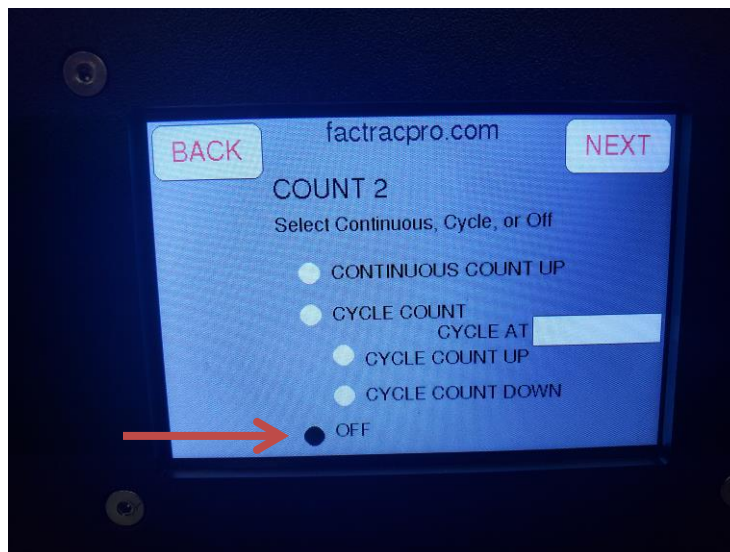 factracpro.com
BACK
NEXT
COUNT 2
Select Continuous, Cycle, or Off
CONTINUOUS COUNT UP
CYCLE COUNT
CYCLE AT
CYCLE COUNT UP
CYCLE COUNT DOWN
OFF